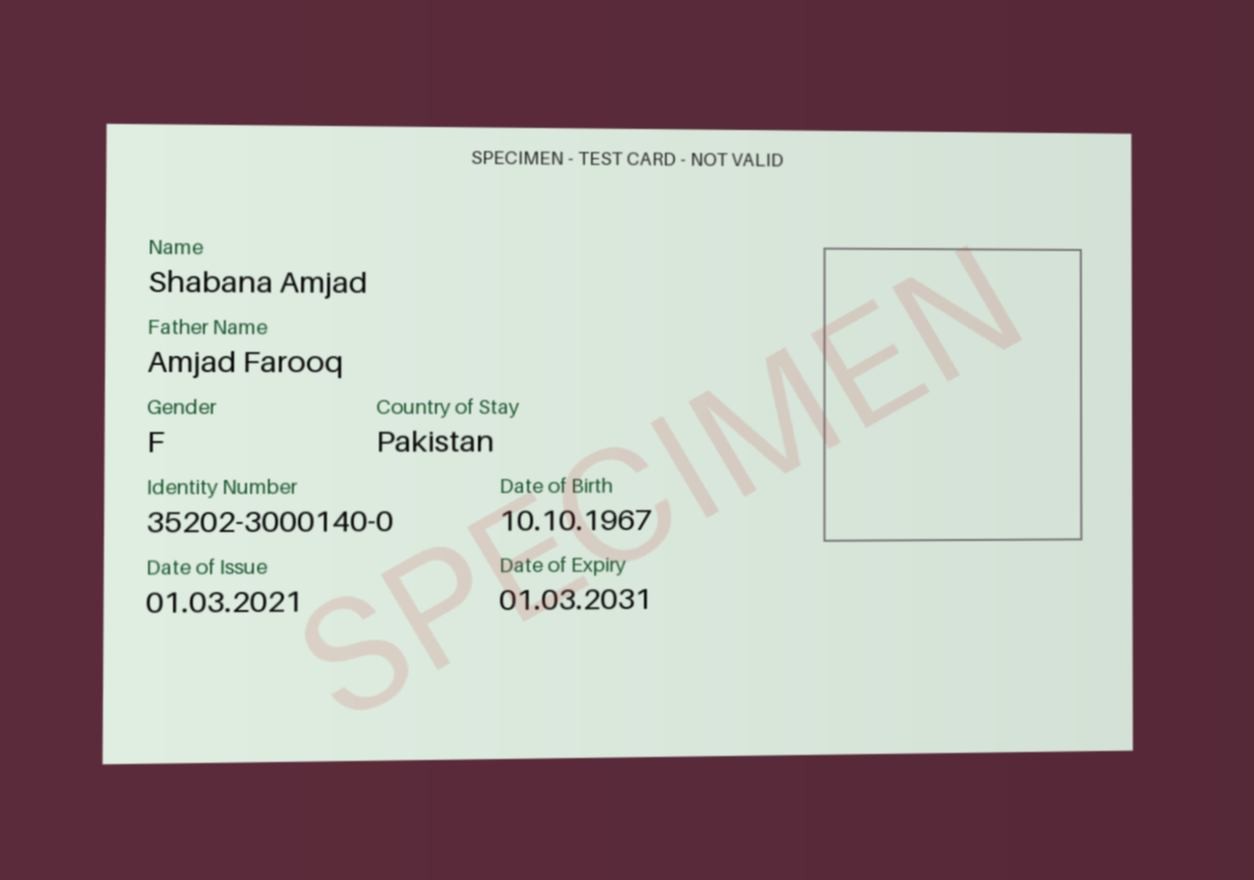 SPECIMEN - TEST CARD - NOT VALID
Name
Shabana Amjad
Father Name
Amjad Farooq
Gender Country of Stay
F Pakistan
Identity Number Date of Birth
35202-3000140-0 10.10.1967
Date of Issue Date of Expiry
01.03.2021 01.03.2031
SPECIMEN